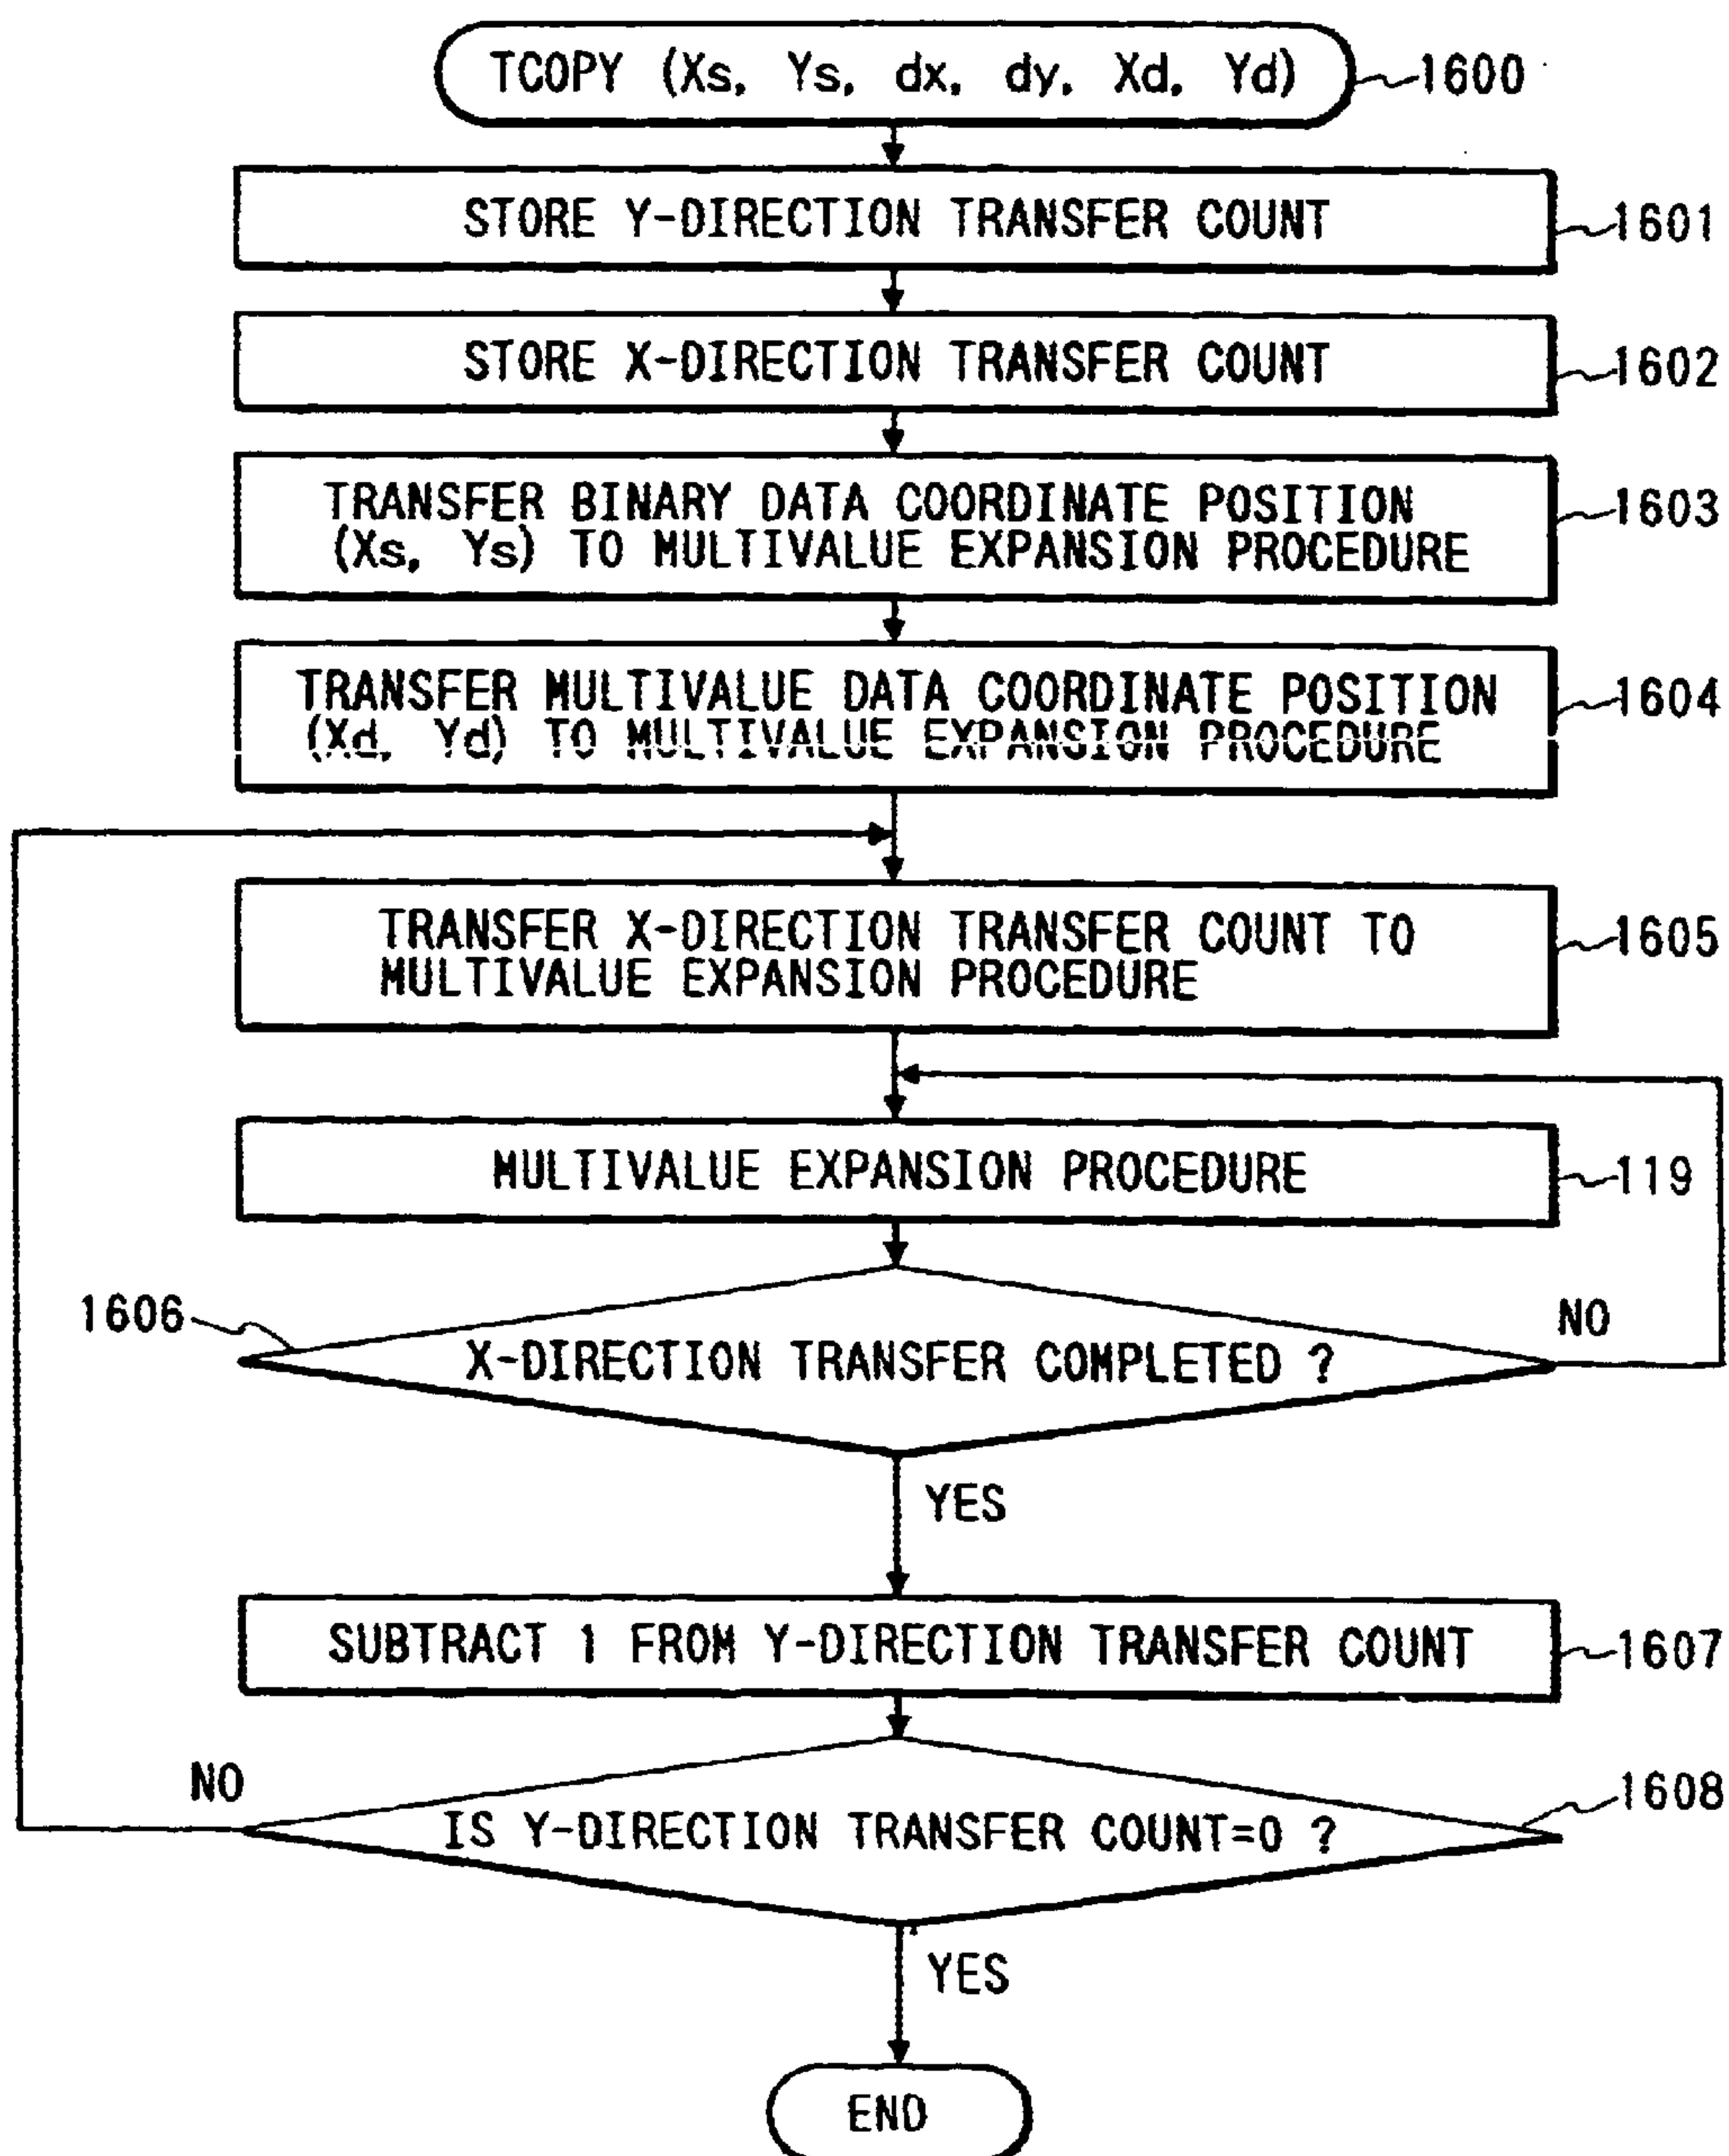 TCOPY (Xs, Ys, dx, dy, Xd, Yd)
1600
STORE Y-DIRECTION TRANSFER COUNT
1601
STORE X-DIRECTION TRANSFER COUNT
1602
TRANSFER BINARY DATA COORDINATE POSITION
(Xs, Ys) TO MULTIVALUE EXPANSION PROCEDURE
1603
TRANSFER MULTIVALUE DATA COORDINATE POSITION
(Xd, Yd) TO MULTIVALUE EXPANSION PROCEDURE
1604
TRANSFER X-DIRECTION TRANSFER COUNT TO
MULTIVALUE EXPANSION PROCEDURE
1605
MULTIVALUE EXPANSION PROCEDURE
119
1606
X-DIRECTION TRANSFER COMPLETED ?
NO
YES
SUBTRACT 1 FROM Y-DIRECTION TRANSFER COUNT
1607
NO
IS Y-DIRECTION TRANSFER COUNT=0 ?
1608
YES
END